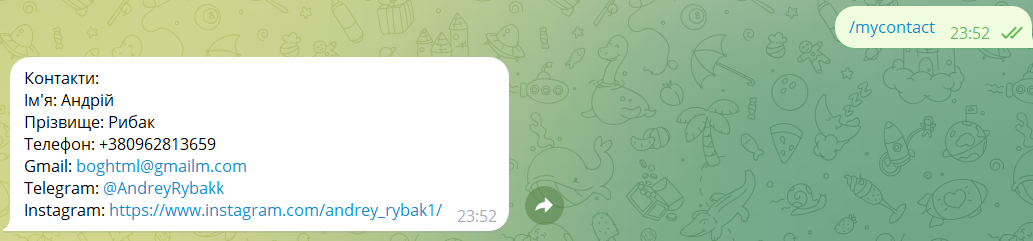 /mycontact 23:52
Контакти:
Ім'я: Андрій
Прізвище: Рибак
Телефон: +380962813659
Gmail: boghtml@gmailm.com
Telegram: @AndreyRybakk
Instagram: https://www.instagram.com/andrey_rybak1/ 23:52